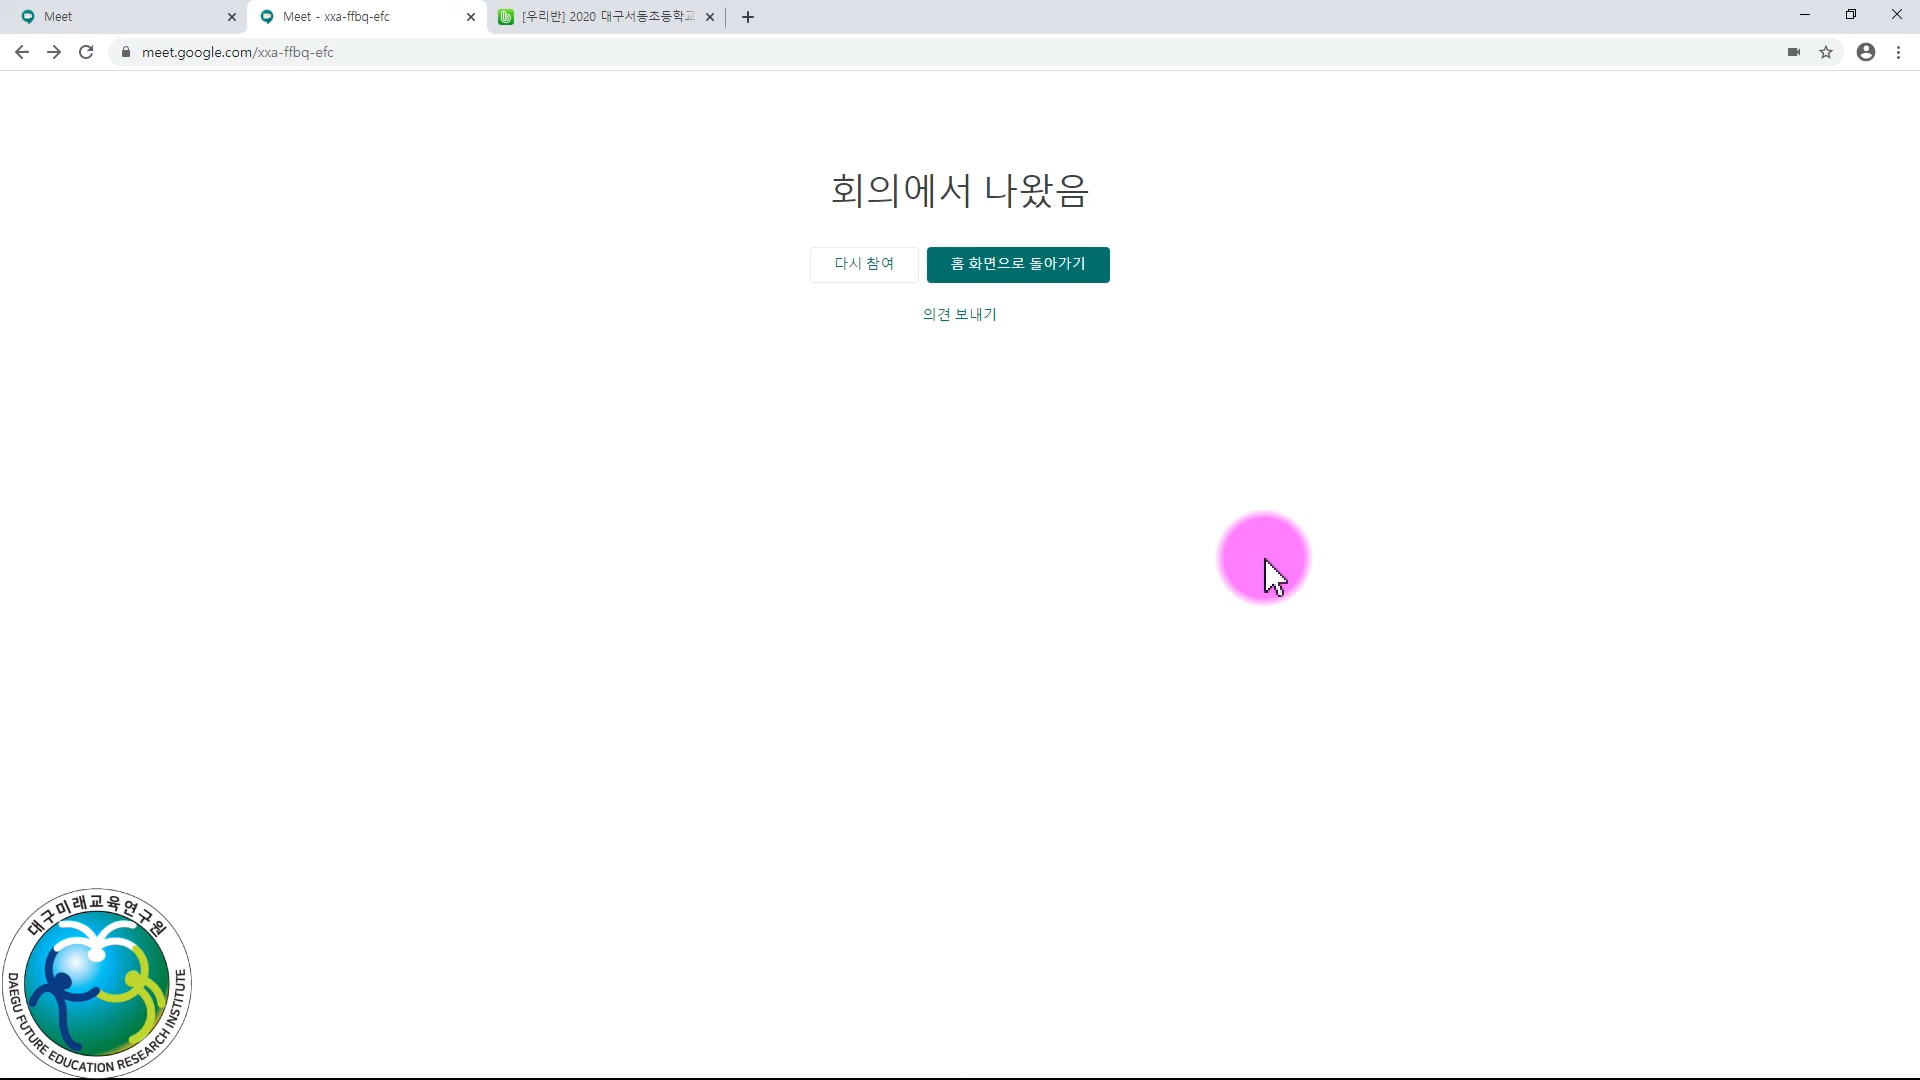 Meet
Meet - xxa-ffbq-efc
[우리반] 2020 대구서동초등학교
meet.google.com/xxa-ffbq-efc
회의에서 나왔음
다시 참여
홈 화면으로 돌아가기
의견 보내기
대구미래교육연구원
DAEGU FUTURE EDUCATION RESEARCH INSTITUTE